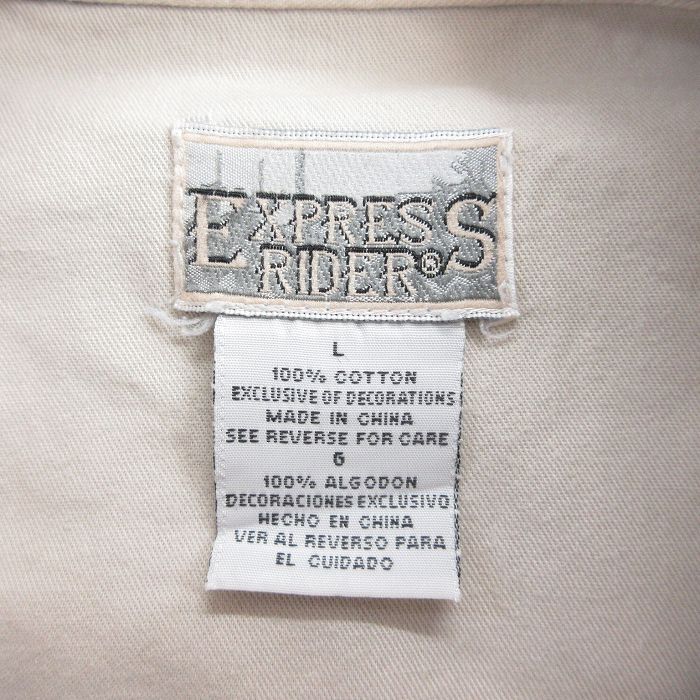 EXPRESS
RIDER®
L
100% COTTON
EXCLUSIVE OF DECORATIONS
MADE IN CHINA
SEE REVERSE FOR CARE
G
100% ALGODON
DECORACIONES EXCLUSIVO
HECHO EN CHINA
VER AL REVERSO PARA
EL CUIDADO